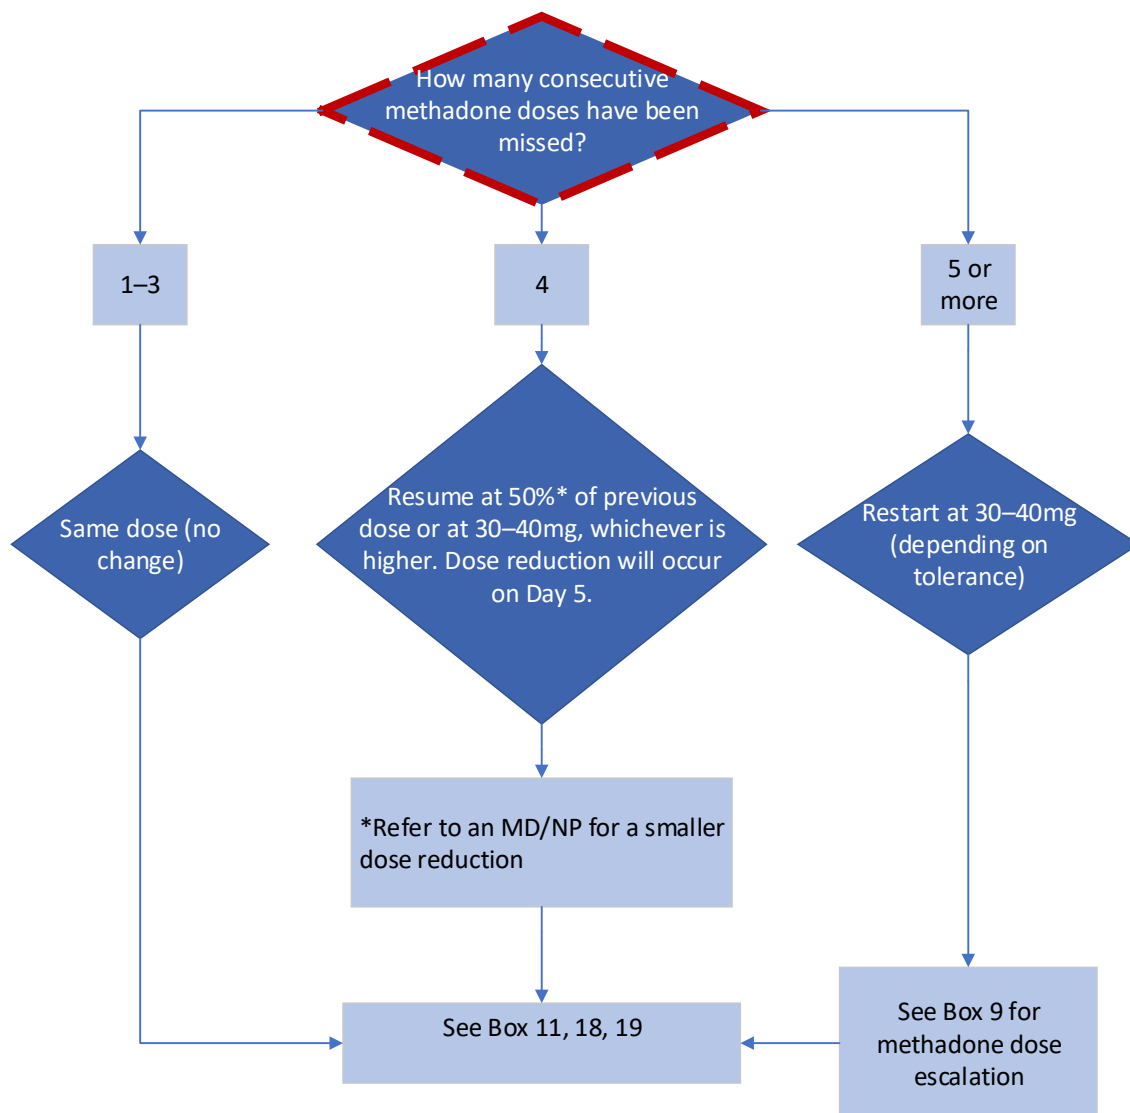 How many consecutive
methadone doses have been
missed?
1–3
4
5 or
more
Same dose (no
change)
Resume at 50%* of previous
dose or at 30–40mg, whichever is
higher. Dose reduction will occur
on Day 5.
Restart at 30–40mg
(depending on
tolerance)
*Refer to an MD/NP for a smaller
dose reduction
See Box 11, 18, 19
See Box 9 for
methadone dose
escalation